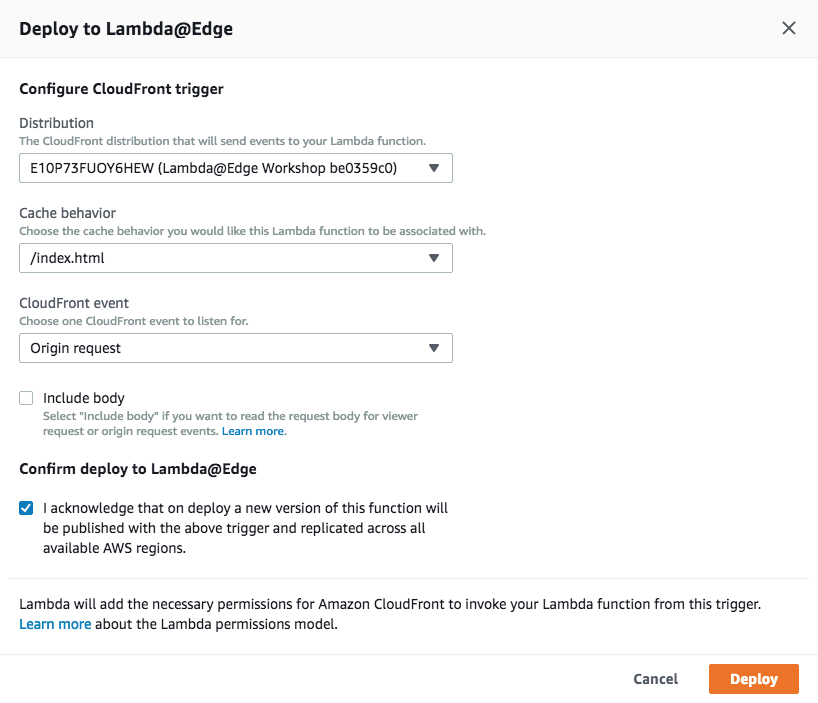 Deploy to Lambda@Edge
Configure CloudFront trigger
Distribution
The CloudFront distribution that will send events to your Lambda function.
E10P73FUOY6HEW (Lambda@Edge Workshop be0359c0)
Cache behavior
Choose the cache behavior you would like this Lambda function to be associated with.
/index.html
CloudFront event
Choose one CloudFront event to listen for.
Origin request
Include body
Select "Include body" if you want to read the request body for viewer
request or origin request events. Learn more.
Confirm deploy to Lambda@Edge
I acknowledge that on deploy a new version of this function will
be published with the above trigger and replicated across all
available AWS regions.
Lambda will add the necessary permissions for Amazon CloudFront to invoke your Lambda function from this trigger.
Learn more about the Lambda permissions model.
Cancel
Deploy